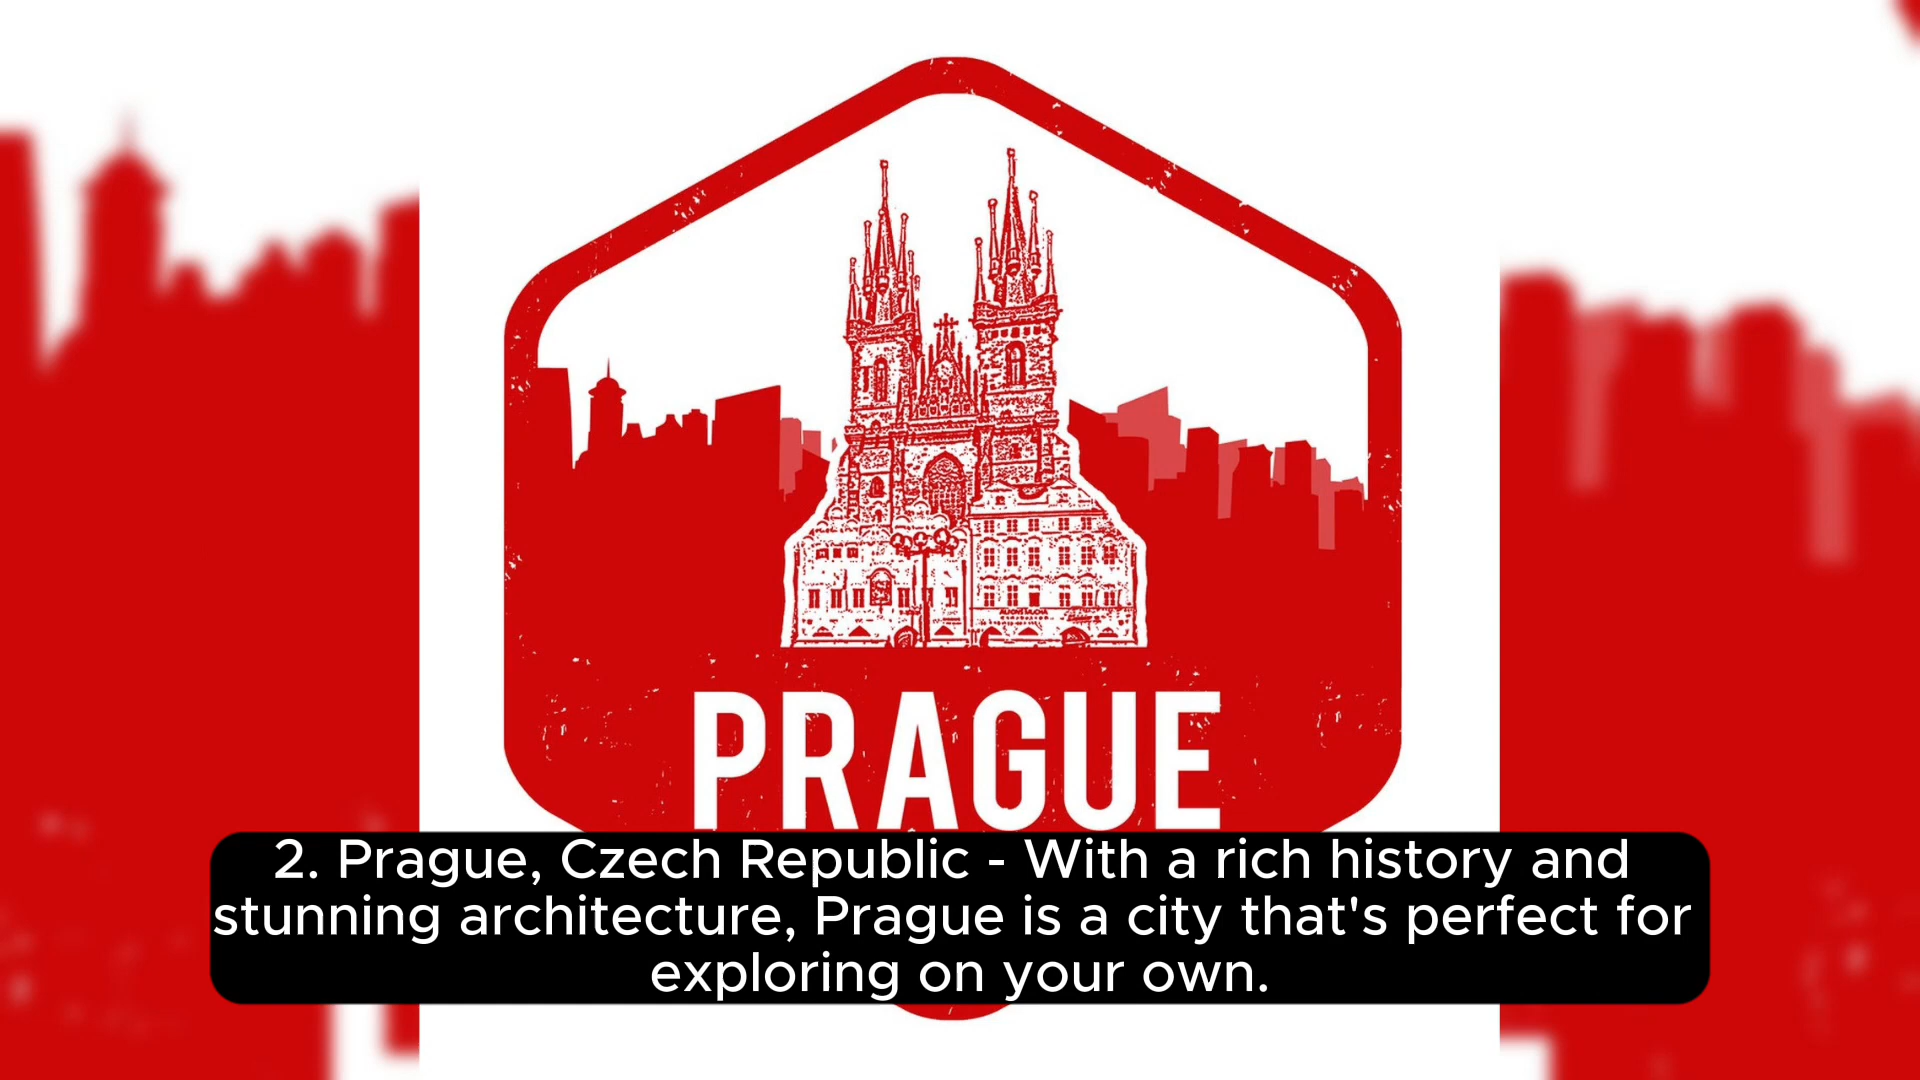 PRAGUE
2. Prague, Czech Republic - With a rich history and
stunning architecture, Prague is a city that's perfect for
exploring on your own.